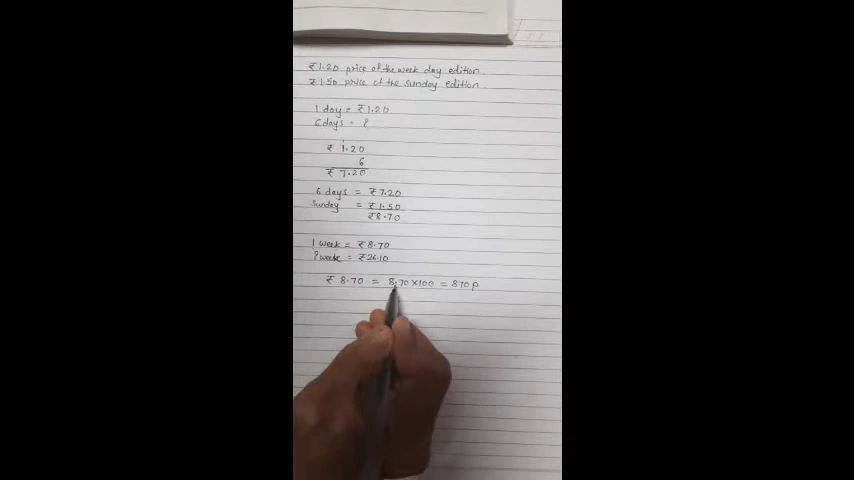 ₹1.20 price of the week day edition.
₹1.50 price of the sunday edition.
1 day = ₹1.20
6 days = ?
₹ 1.20
6
₹ 7.20
6 days = ₹7.20
sunday = ₹1.50
₹8.70
1 week = ₹8.70
? week = ₹26.10
₹ 8.70 = 8.70×100 = 870 p